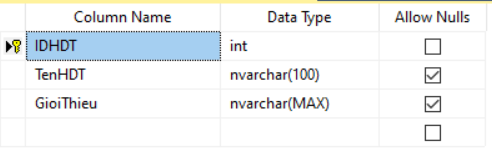 Column Name Data Type Allow Nulls
IDHDT int
TenHDT nvarchar(100)
GioiThieu nvarchar(MAX)